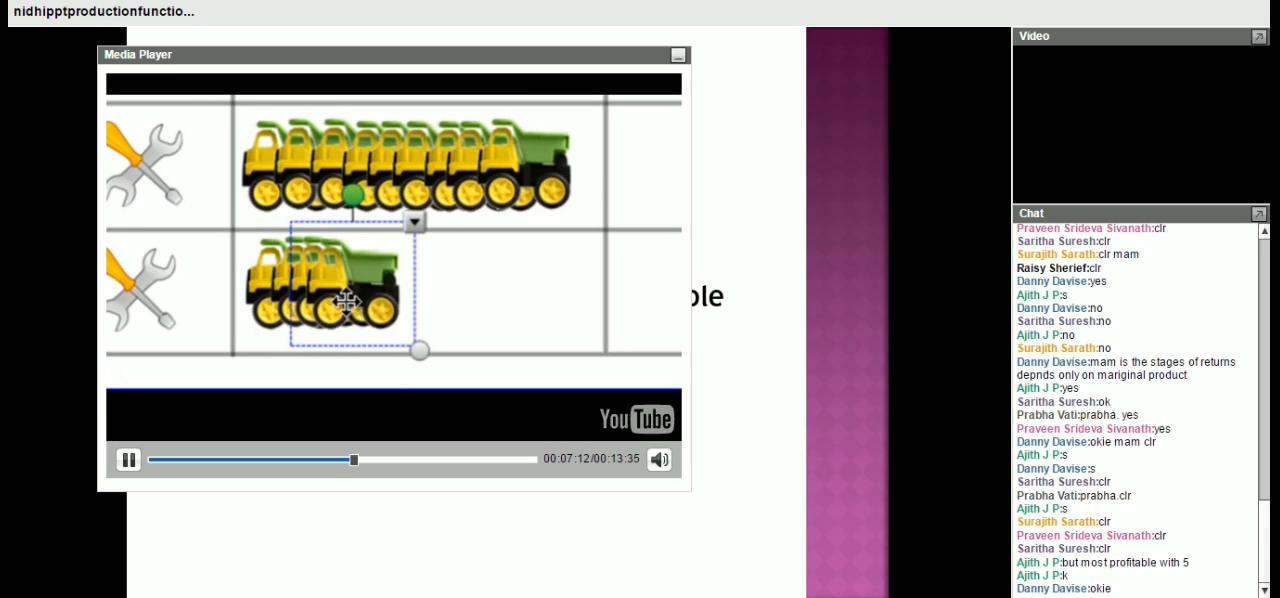 nidhipptproductionfunctio...
Media Player
YouTube
00:07:12/00:13:35
ole
Video
Chat
Praveen Srideva Sivanath:clr
Saritha Suresh:clr
Surajith Sarath:clr mam
Raisy Sherief:clr
Danny Davise:yes
Ajith J P:s
Danny Davise:no
Saritha Suresh:no
Ajith J P:no
Surajith Sarath:no
Danny Davise:mam is the stages of returns
depnds only on mariginal product
Ajith J P:yes
Saritha Suresh:ok
Prabha Vati:prabha. yes
Praveen Srideva Sivanath:yes
Danny Davise:okie mam clr
Ajith J P:s
Danny Davise:s
Saritha Suresh:clr
Prabha Vati:prabha.clr
Ajith J P:s
Surajith Sarath:clr
Praveen Srideva Sivanath:clr
Saritha Suresh:clr
Ajith J P:but most profitable with 5
Ajith J P:k
Danny Davise:okie